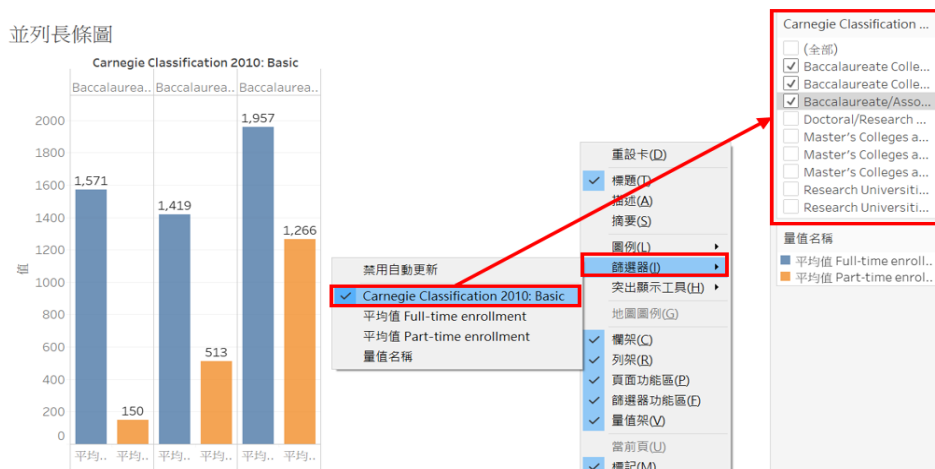 並列長條圖
Carnegie Classification 2010: Basic
Baccalaurea.. Baccalaurea.. Baccalaurea..
2000
1800
1600
1400
1200
1000
800
600
400
200
0
值
1,571
150
1,419
513
1,957
1,266
平均.. 平均.. 平均.. 平均.. 平均.. 平均..
禁用自動更新
Carnegie Classification 2010: Basic
平均值 Full-time enrollment
平均值 Part-time enrollment
量值名稱
重設卡(D)
標題(T)
描述(A)
摘要(S)
圖例(L)
篩選器(I)
突出顯示工具(H)
地圖圖例(G)
欄架(C)
列架(R)
頁面功能區(P)
篩選器功能區(F)
量值架(V)
當前頁(U)
標記(M)
Carnegie Classification ...
(全部)
Baccalaureate Colle...
Baccalaureate Colle...
Baccalaureate/Asso...
Doctoral/Research ...
Master's Colleges a...
Master's Colleges a...
Master's Colleges a...
Research Universiti...
Research Universiti...
量值名稱
平均值 Full-time enroll..
平均值 Part-time enrol..